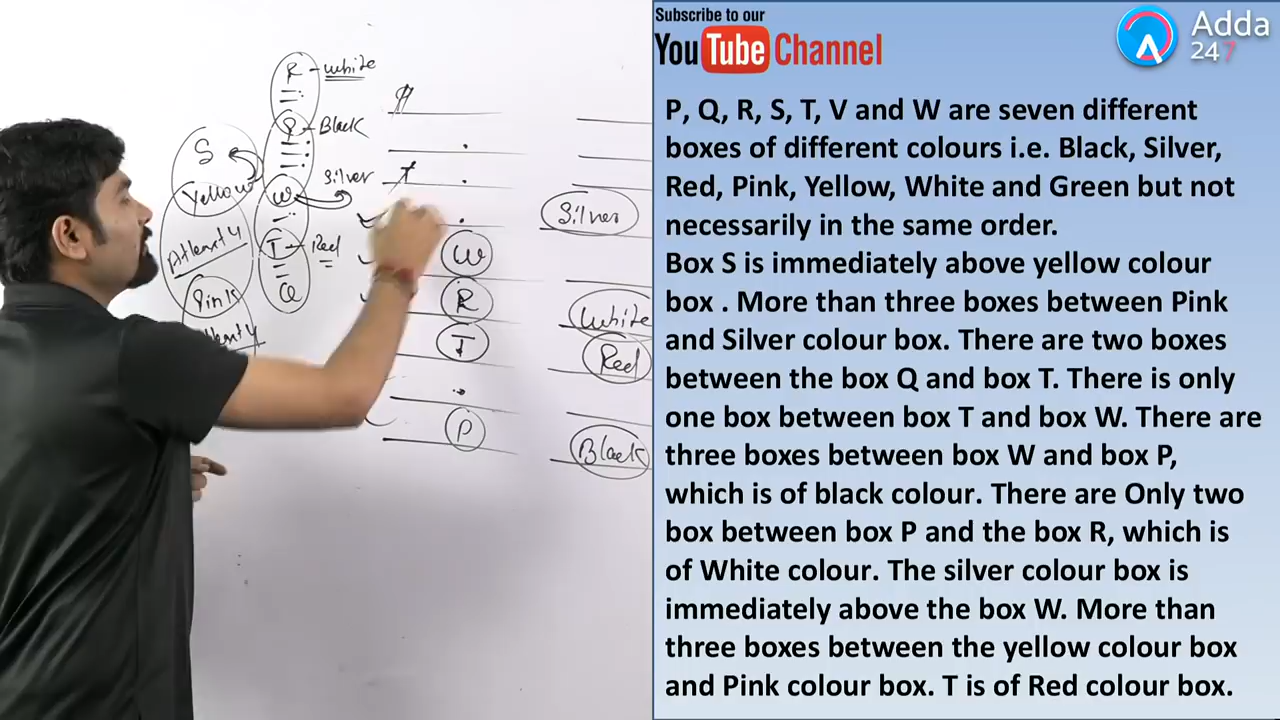 Subscribe to our
YouTube Channel
Adda
247
P, Q, R, S, T, V and W are seven different
boxes of different colours i.e. Black, Silver,
Red, Pink, Yellow, White and Green but not
necessarily in the same order.
Box S is immediately above yellow colour
box . More than three boxes between Pink
and Silver colour box. There are two boxes
between the box Q and box T. There is only
one box between box T and box W. There are
three boxes between box W and box P,
which is of black colour. There are Only two
box between box P and the box R, which is
of White colour. The silver colour box is
immediately above the box W. More than
three boxes between the yellow colour box
and Pink colour box. T is of Red colour box.
R - white
P - Black
S
Yellow
Atleast 4
Pink
W
Silver
T - Red
Q
T
Silver
W
R
White
T
Red
P
Black